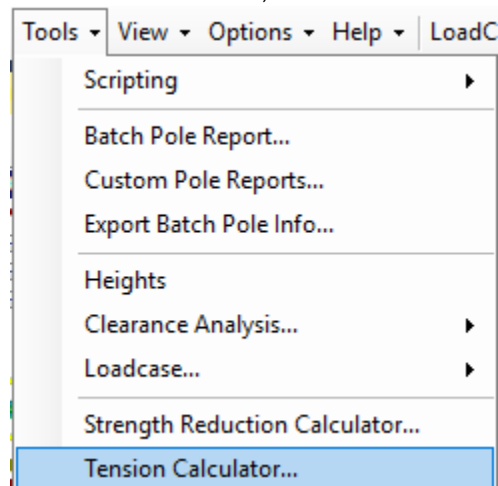 Tools View Options Help LoadC
Scripting
Batch Pole Report...
Custom Pole Reports...
Export Batch Pole Info...
Heights
Clearance Analysis...
Loadcase...
Strength Reduction Calculator...
Tension Calculator...